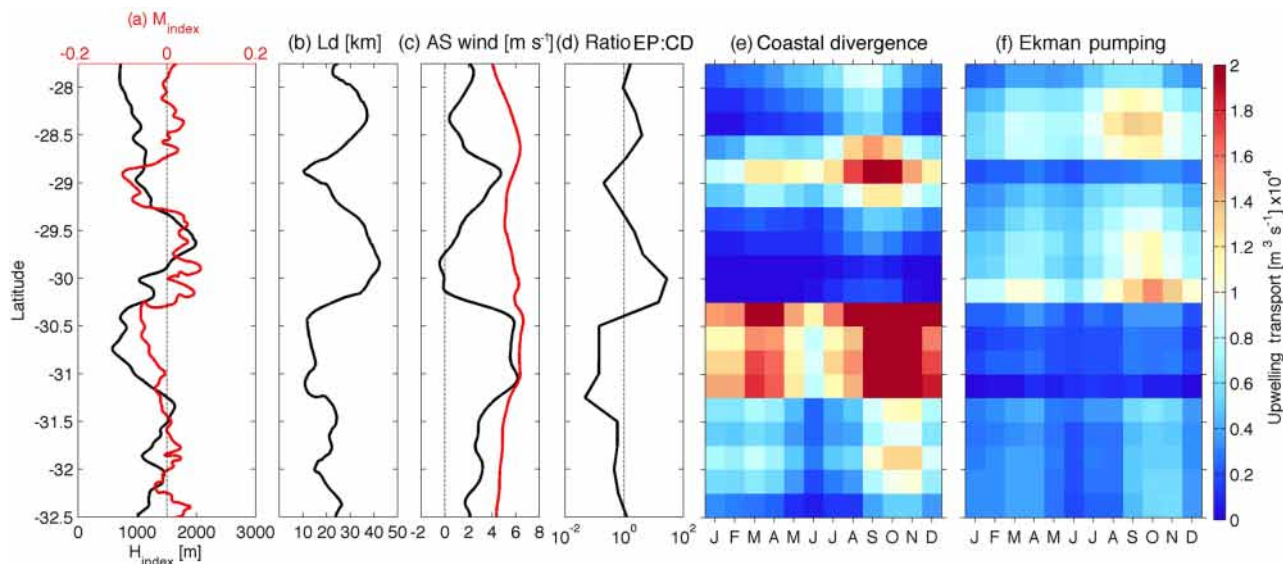 (a) M_index
-0.2 0 0.2
(b) Ld [km] (c) AS wind [m s⁻¹] (d) Ratio EP:CD (e) Coastal divergence (f) Ekman pumping
Latitude
-28
-28.5
-29
-29.5
-30
-30.5
-31
-31.5
-32
-32.5
0 1000 2000 3000
H_index [m]
0 10 20 30 40 50
-2 0 2 4 6 8
10⁻² 10⁰ 10²
J F M A M J J A S O N D
J F M A M J J A S O N D
2
1.8
1.6
1.4
1.2
1
0.8
0.6
0.4
0.2
0
Upwelling transport [m³ s⁻¹] x10⁴